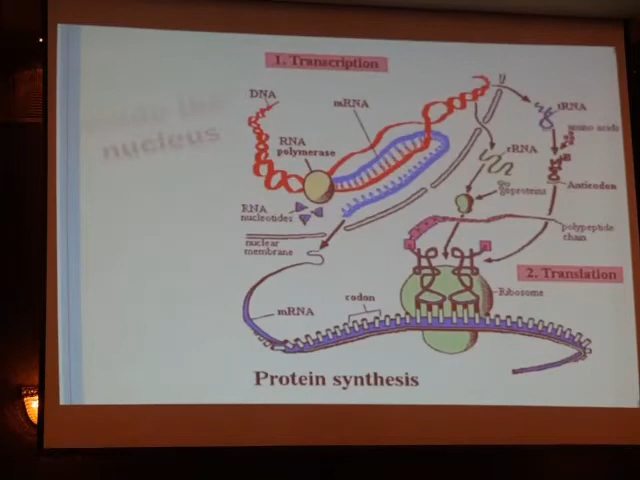 1. Transcription
DNA
mRNA
RNA
polymerase
RNA
nucleotides
nuclear
membrane
tRNA
amino acids
rRNA
Anticodon
polypeptide
chain
2. Translation
Ribosome
codon
mRNA
Protein synthesis
the
nucleus